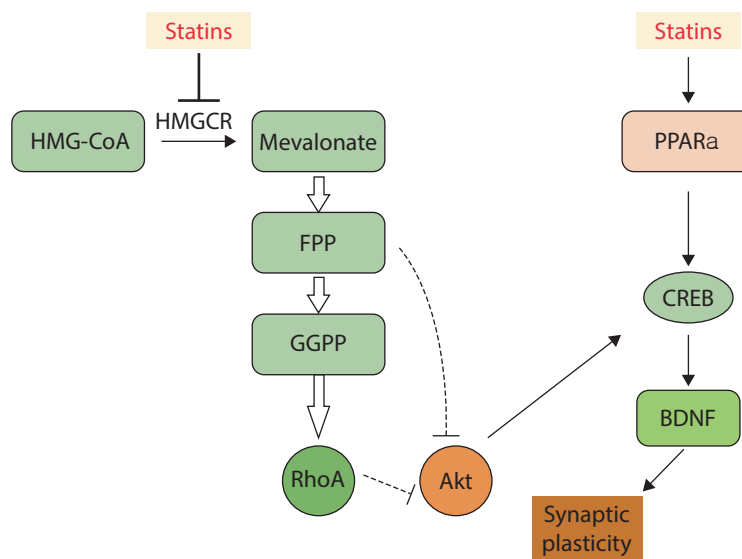 Statins
Statins
HMG-CoA
HMGCR
Mevalonate
PPARa
FPP
CREB
GGPP
BDNF
RhoA
Akt
Synaptic
plasticity